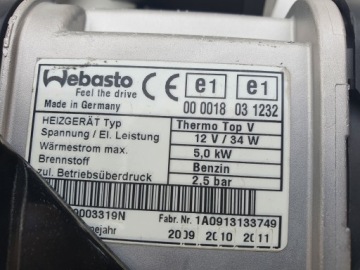 Webasto
Feel the drive
Made in Germany
CE
e1 e1
00 0018 03 1232
HEIZGERÄT Typ Thermo Top V
Spannung / El. Leistung 12 V / 34 W
Wärmestrom max. 5,0 kW
Brennstoff Benzin
zul. Betriebsüberdruck 2,5 bar
0003319N Fabr. Nr. 1A0913133749
nejahr 2009 2010 2011